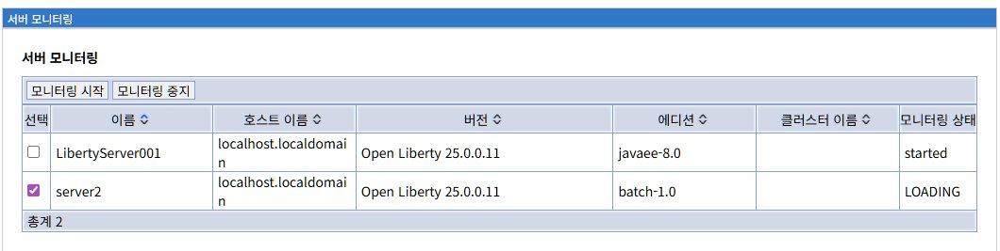 서버 모니터링
서버 모니터링
모니터링 시작 모니터링 중지
선택 이름 호스트 이름 버전 에디션 클러스터 이름 모니터링 상태
LibertyServer001 localhost.localdomai
n Open Liberty 25.0.0.11 javaee-8.0 started
server2 localhost.localdomai
n Open Liberty 25.0.0.11 batch-1.0 LOADING
총계 2